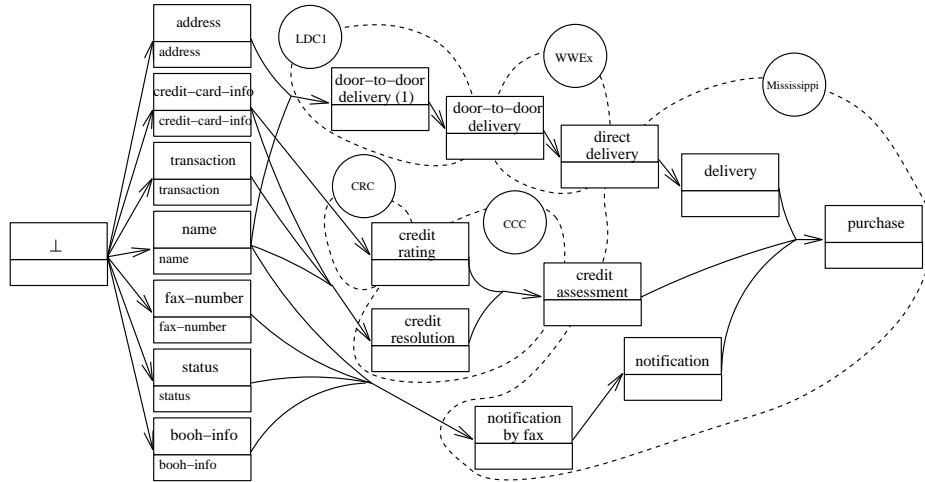 address
address
credit-card-info
credit-card-info
transaction
transaction
name
name
fax-number
fax-number
status
status
booh-info
booh-info
⊥
LDC1
door-to-door
delivery (1)
door-to-door
delivery
WWEx
direct
delivery
Mississippi
delivery
purchase
CRC
credit
rating
CCC
credit
assessment
credit
resolution
notification
notification
by fax